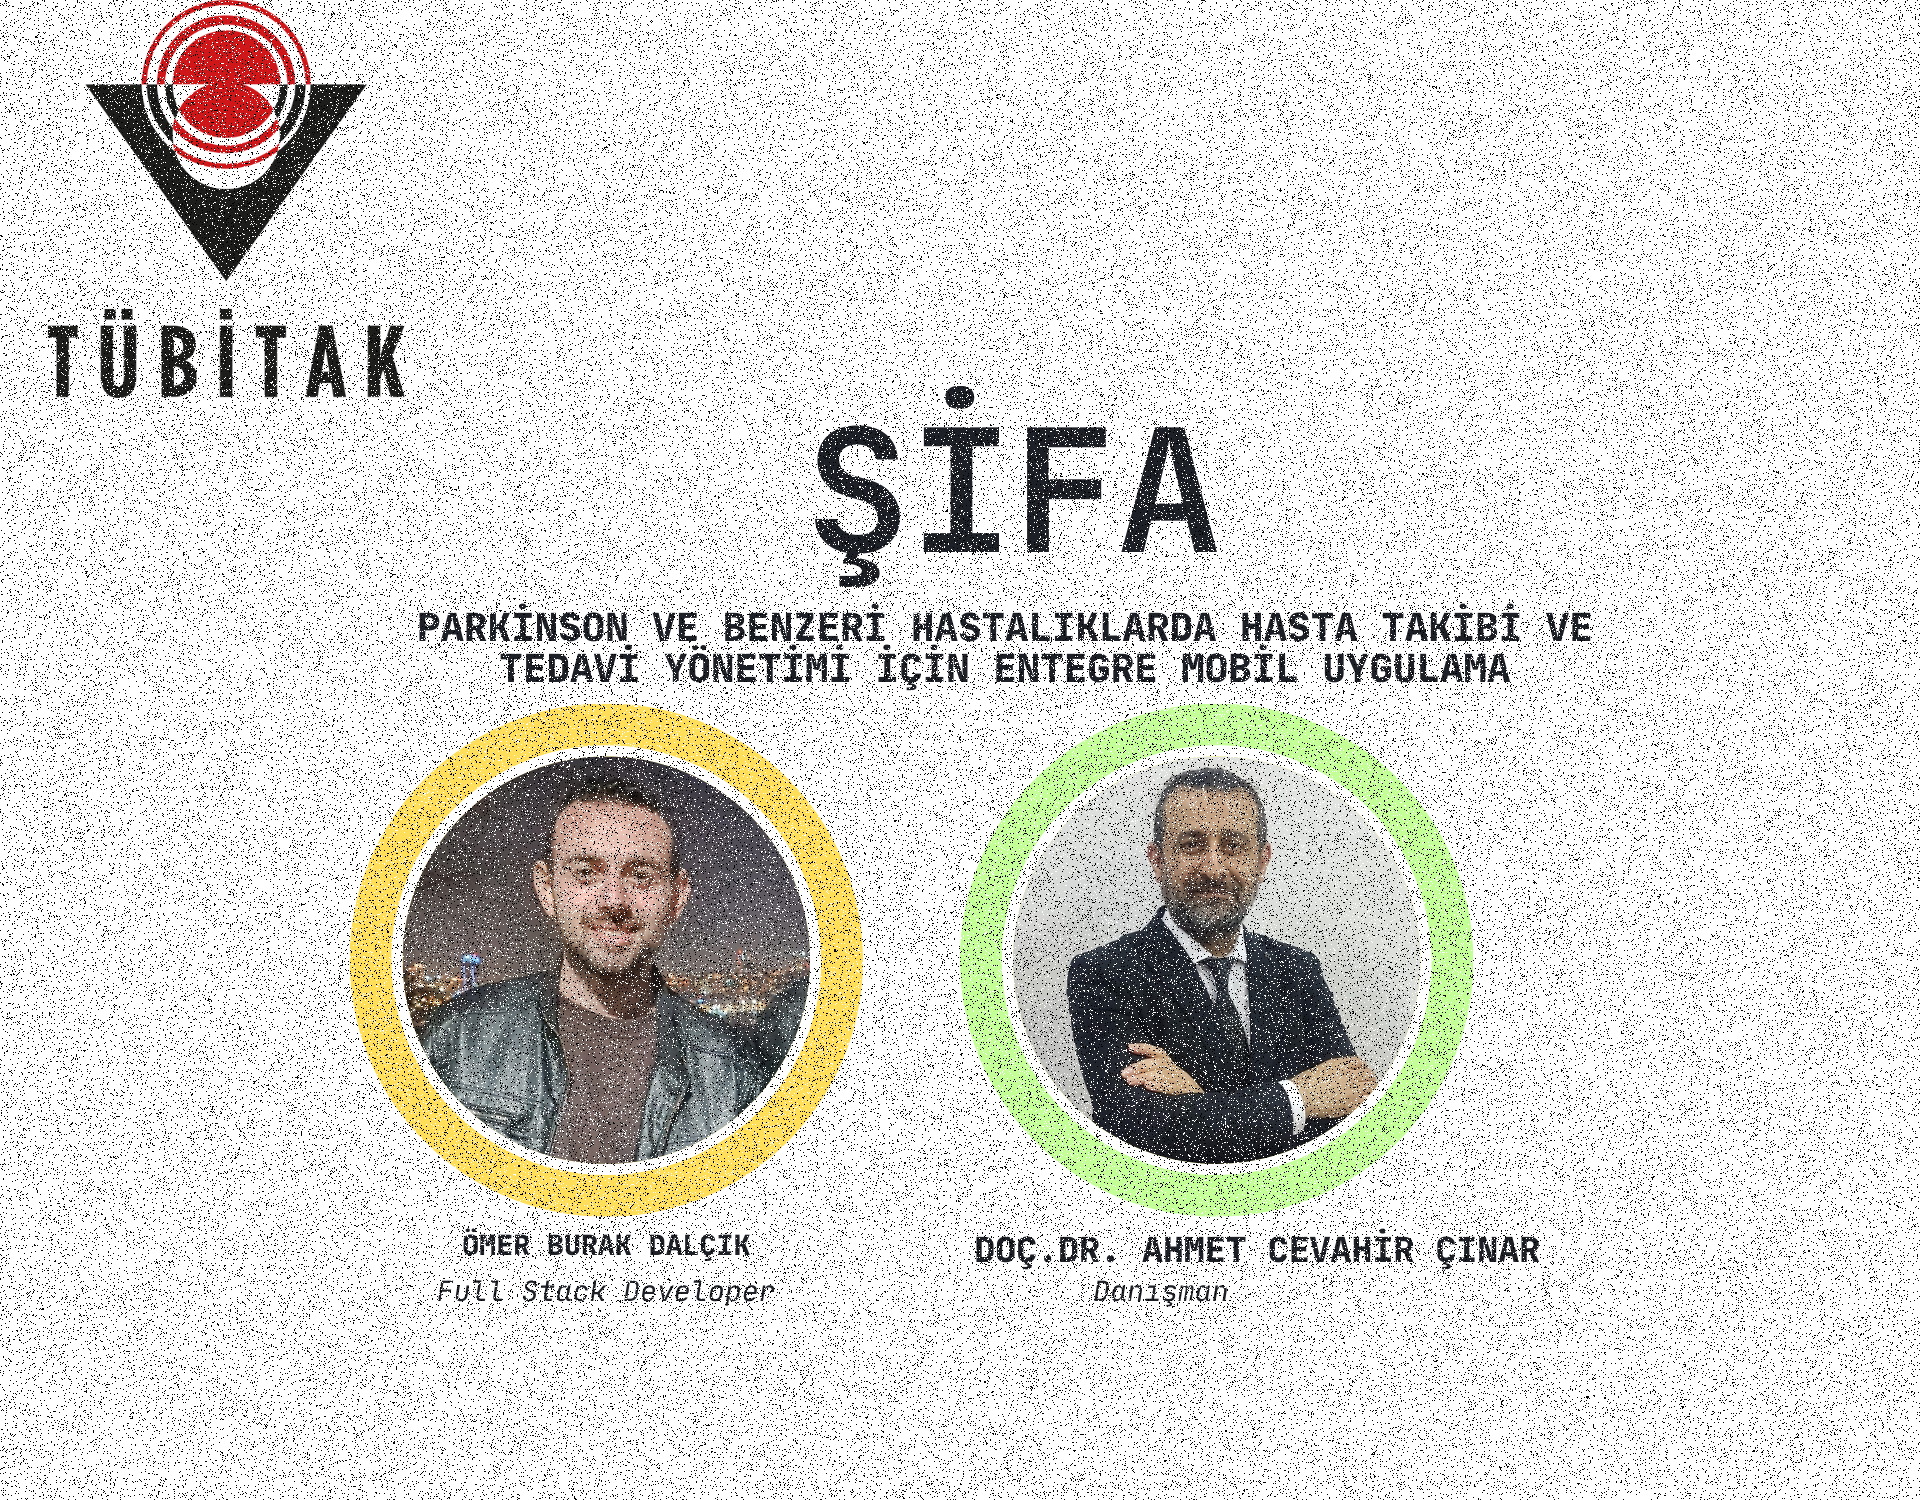 TÜBİTAK
ŞİFA
PARKİNSON VE BENZERİ HASTALIKLARDA HASTA TAKİBİ VE
TEDAVİ YÖNETİMİ İÇİN ENTEGRE MOBİL UYGULAMA
ÖMER BURAK DALÇIK
Full Stack Developer
DOÇ.DR. AHMET CEVAHİR ÇINAR
Danışman